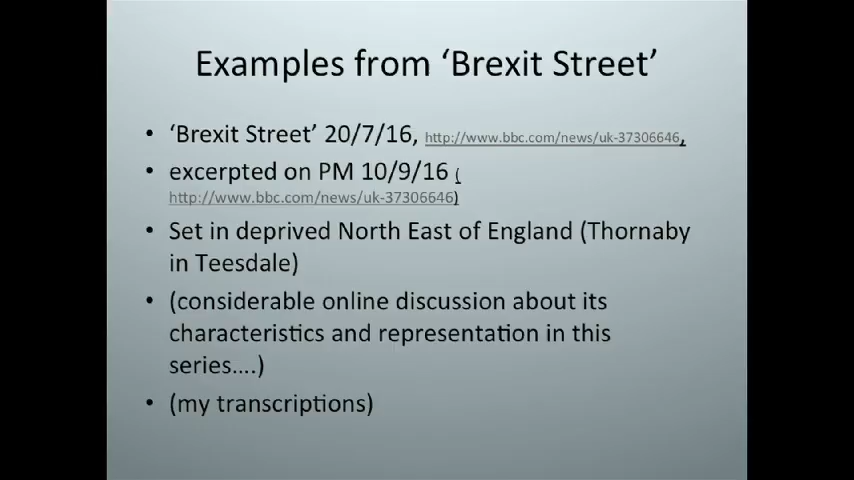 Examples from ‘Brexit Street’
• ‘Brexit Street’ 20/7/16, http://www.bbc.com/news/uk-37306646,
• excerpted on PM 10/9/16 (
http://www.bbc.com/news/uk-37306646)
• Set in deprived North East of England (Thornaby
in Teesdale)
• (considerable online discussion about its
characteristics and representation in this
series....)
• (my transcriptions)